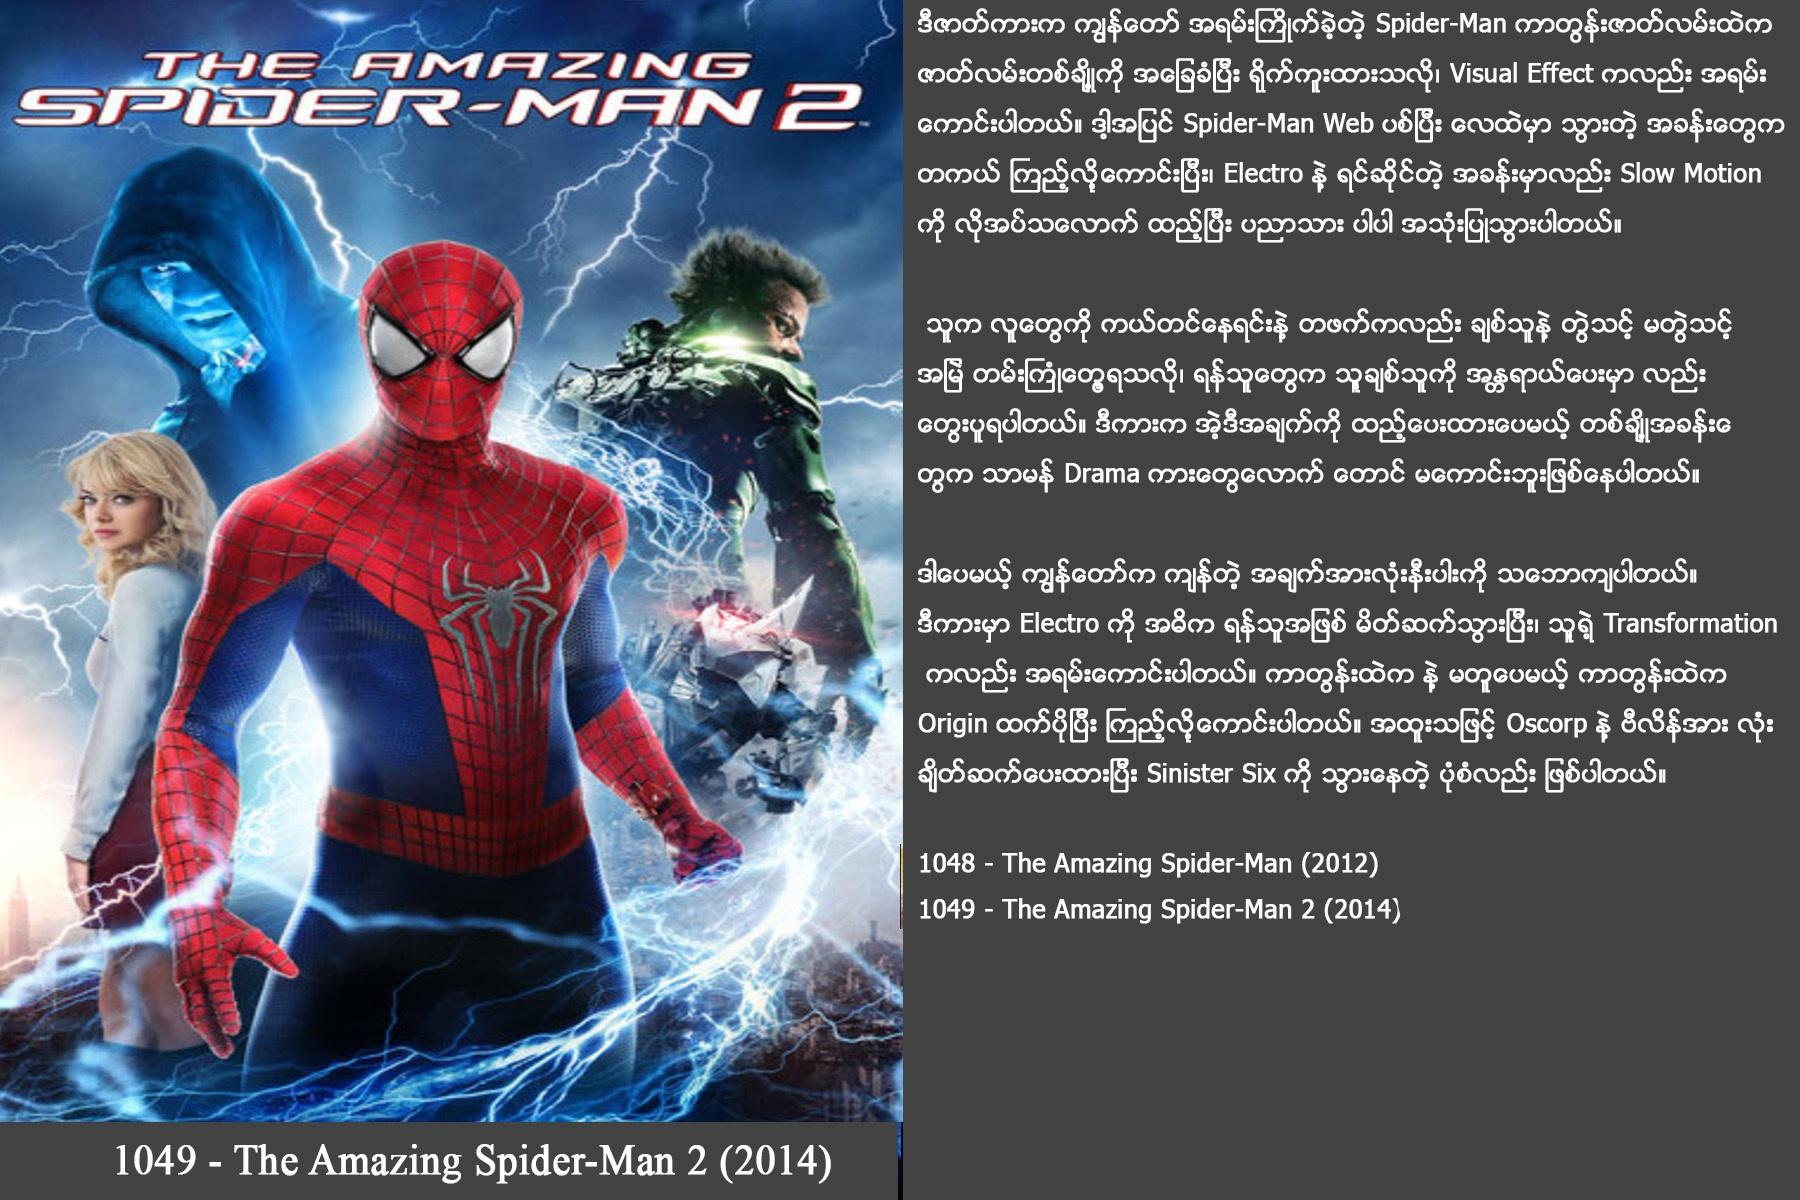 THE AMAZING
SPIDER-MAN 2
1049 - The Amazing Spider-Man 2 (2014)
ဒီဇာတ်ကားက ကျွန်တော် အရမ်းကြိုက်ခဲ့တဲ့ Spider-Man ကာတွန်းဇာတ်လမ်းထဲက
ဇာတ်လမ်းတစ်ချို့ကို အခြေခံပြီး ရိုက်ကူးထားသလို၊ Visual Effect ကလည်း အရမ်း
ကောင်းပါတယ်။ ဒါ့အပြင် Spider-Man Web ပစ်ပြီး လေထဲမှာ သွားတဲ့ အခန်းတွေက
တကယ် ကြည့်လို့ကောင်းပြီး၊ Electro နဲ့ ရင်ဆိုင်တဲ့ အခန်းမှာလည်း Slow Motion
ကို လိုအပ်သလောက် ထည့်ပြီး ပညာသား ပါပါ အသုံးပြုသွားပါတယ်။
သူက လူတွေကို ကယ်တင်နေရင်းနဲ့ တဖက်ကလည်း ချစ်သူနဲ့ တွဲသင့် မတွဲသင့်
အမြဲ တမ်းကြုံတွေ့ရသလို၊ ရန်သူတွေက သူ့ချစ်သူကို အန္တရာယ်ပေးမှာ လည်း
တွေးပူရပါတယ်။ ဒီကားက အဲ့ဒီအချက်ကို ထည့်ပေးထားပေမယ့် တစ်ချို့အခန်းေ
တွက သာမန် Drama ကားတွေလောက် တောင် မကောင်းဘူးဖြစ်နေပါတယ်။
ဒါပေမယ့် ကျွန်တော်က ကျန်တဲ့ အချက်အားလုံးနီးပါးကို သဘောကျပါတယ်။
ဒီကားမှာ Electro ကို အဓိက ရန်သူအဖြစ် မိတ်ဆက်သွားပြီး၊ သူ့ရဲ့ Transformation
ကလည်း အရမ်းကောင်းပါတယ်။ ကာတွန်းထဲက နဲ့ မတူပေမယ့် ကာတွန်းထဲက
Origin ထက်ပိုပြီး ကြည့်လို့ကောင်းပါတယ်။ အထူးသဖြင့် Oscorp နဲ့ ဗီလိန်အား လုံး
ချိတ်ဆက်ပေးထားပြီး Sinister Six ကို သွားနေတဲ့ ပုံစံလည်း ဖြစ်ပါတယ်။
1048 - The Amazing Spider-Man (2012)
1049 - The Amazing Spider-Man 2 (2014)